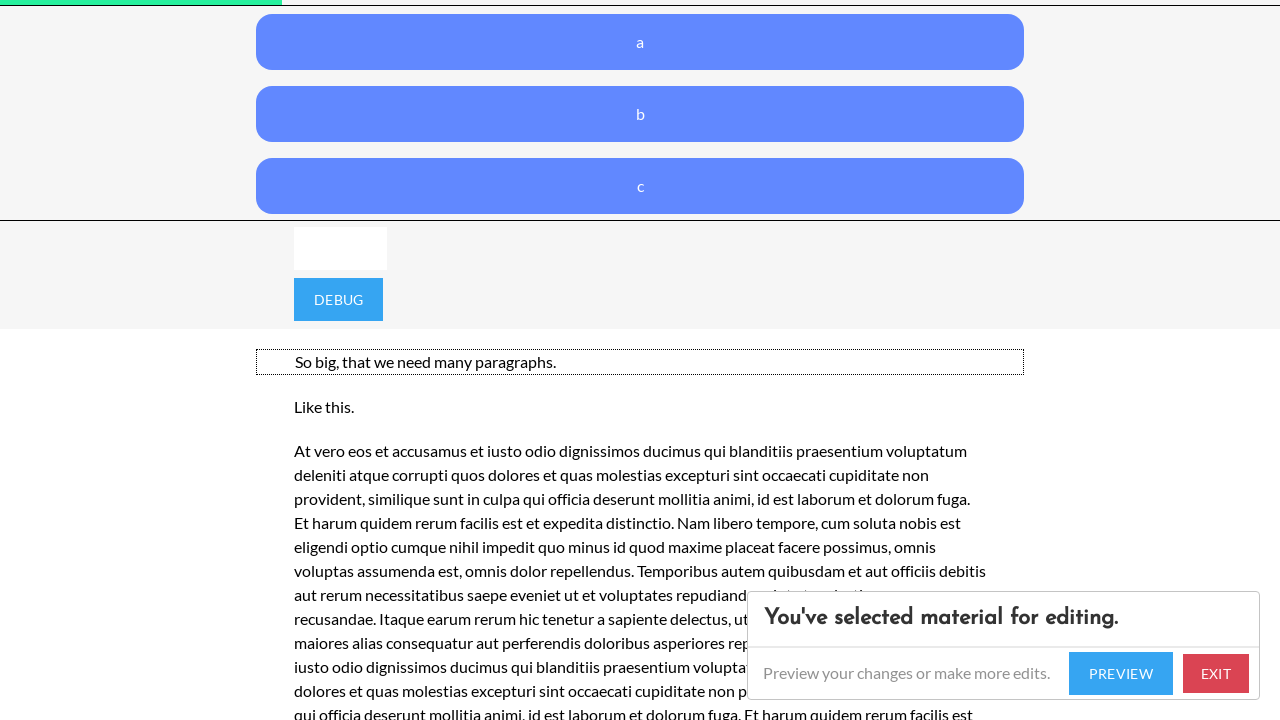 a
b
c
DEBUG
So big, that we need many paragraphs.
Like this.
At vero eos et accusamus et iusto odio dignissimos ducimus qui blanditiis praesentium voluptatum
deleniti atque corrupti quos dolores et quas molestias excepturi sint occaecati cupiditate non
provident, similique sunt in culpa qui officia deserunt mollitia animi, id est laborum et dolorum fuga.
Et harum quidem rerum facilis est et expedita distinctio. Nam libero tempore, cum soluta nobis est
eligendi optio cumque nihil impedit quo minus id quod maxime placeat facere possimus, omnis
voluptas assumenda est, omnis dolor repellendus. Temporibus autem quibusdam et aut officiis debitis
aut rerum necessitatibus saepe eveniet ut et voluptates
recusandae. Itaque earum rerum hic tenetur a sapiente delectus, ut
maiores alias consequatur aut perferendis doloribus asperiores
iusto odio dignissimos ducimus qui blanditiis praesentium
dolores et quas molestias excepturi sint occaecati cupiditate non
qui officia deserunt mollitia animi, id est laborum et dolorum fuga. Et harum quidem rerum facilis est
You've selected material for editing.
Preview your changes or make more edits.
PREVIEW
EXIT